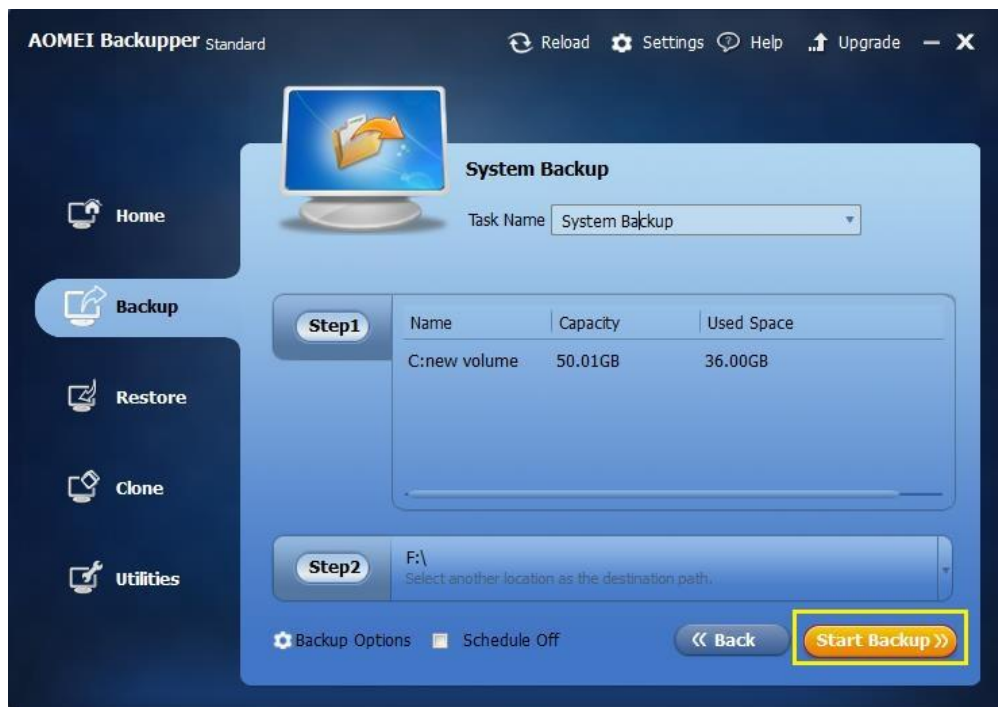 AOMEI Backupper Standard
Reload Settings Help Upgrade
System Backup
Task Name System Backup
Home
Backup
Restore
Clone
Utilities
Step1
Name Capacity Used Space
C:new volume 50.01GB 36.00GB
Step2
F:\
Select another location as the destination path.
Backup Options Schedule Off
Back Start Backup